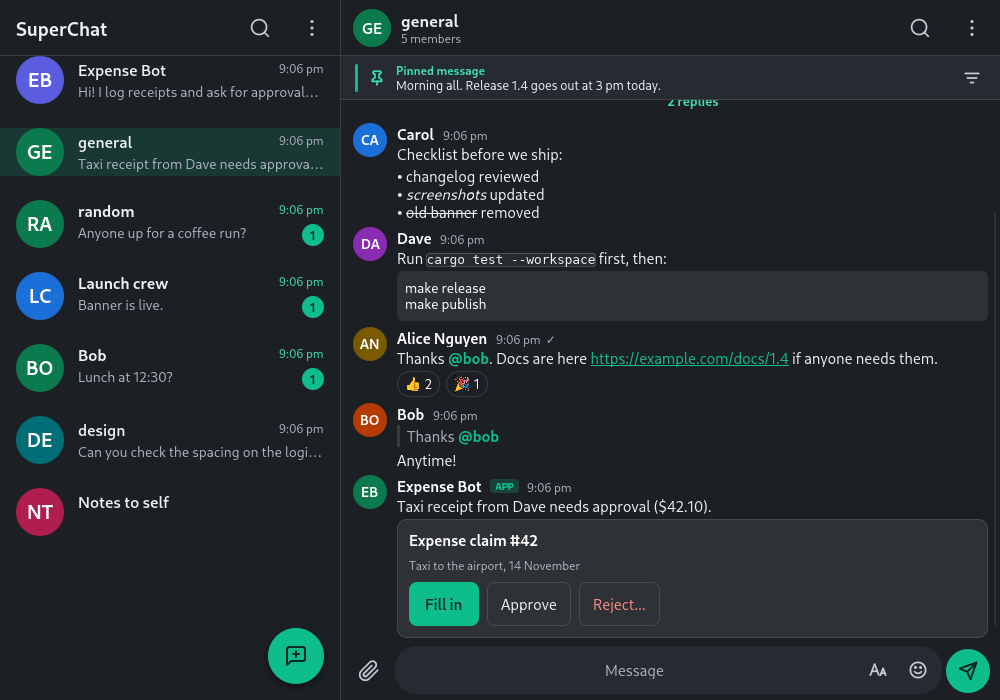 SuperChat
EB
Expense Bot
9:06 pm
Hi! I log receipts and ask for approval…
GE
general
9:06 pm
Taxi receipt from Dave needs approva…
RA
random
9:06 pm
Anyone up for a coffee run?
1
LC
Launch crew
9:06 pm
Banner is live.
1
BO
Bob
9:06 pm
Lunch at 12:30?
1
DE
design
9:06 pm
Can you check the spacing on the logi…
NT
Notes to self
GE
general
5 members
Pinned message
Morning all. Release 1.4 goes out at 3 pm today.
2 replies
CA
Carol 9:06 pm
Checklist before we ship:
• changelog reviewed
• screenshots updated
• old banner removed
DA
Dave 9:06 pm
Run cargo test --workspace first, then:
make release
make publish
AN
Alice Nguyen 9:06 pm ✓
Thanks @bob. Docs are here https://example.com/docs/1.4 if anyone needs them.
👍 2 🎉 1
BO
Bob 9:06 pm
Thanks @bob
Anytime!
EB
Expense Bot APP 9:06 pm
Taxi receipt from Dave needs approval ($42.10).
Expense claim #42
Taxi to the airport, 14 November
Fill in Approve Reject…
Message AA